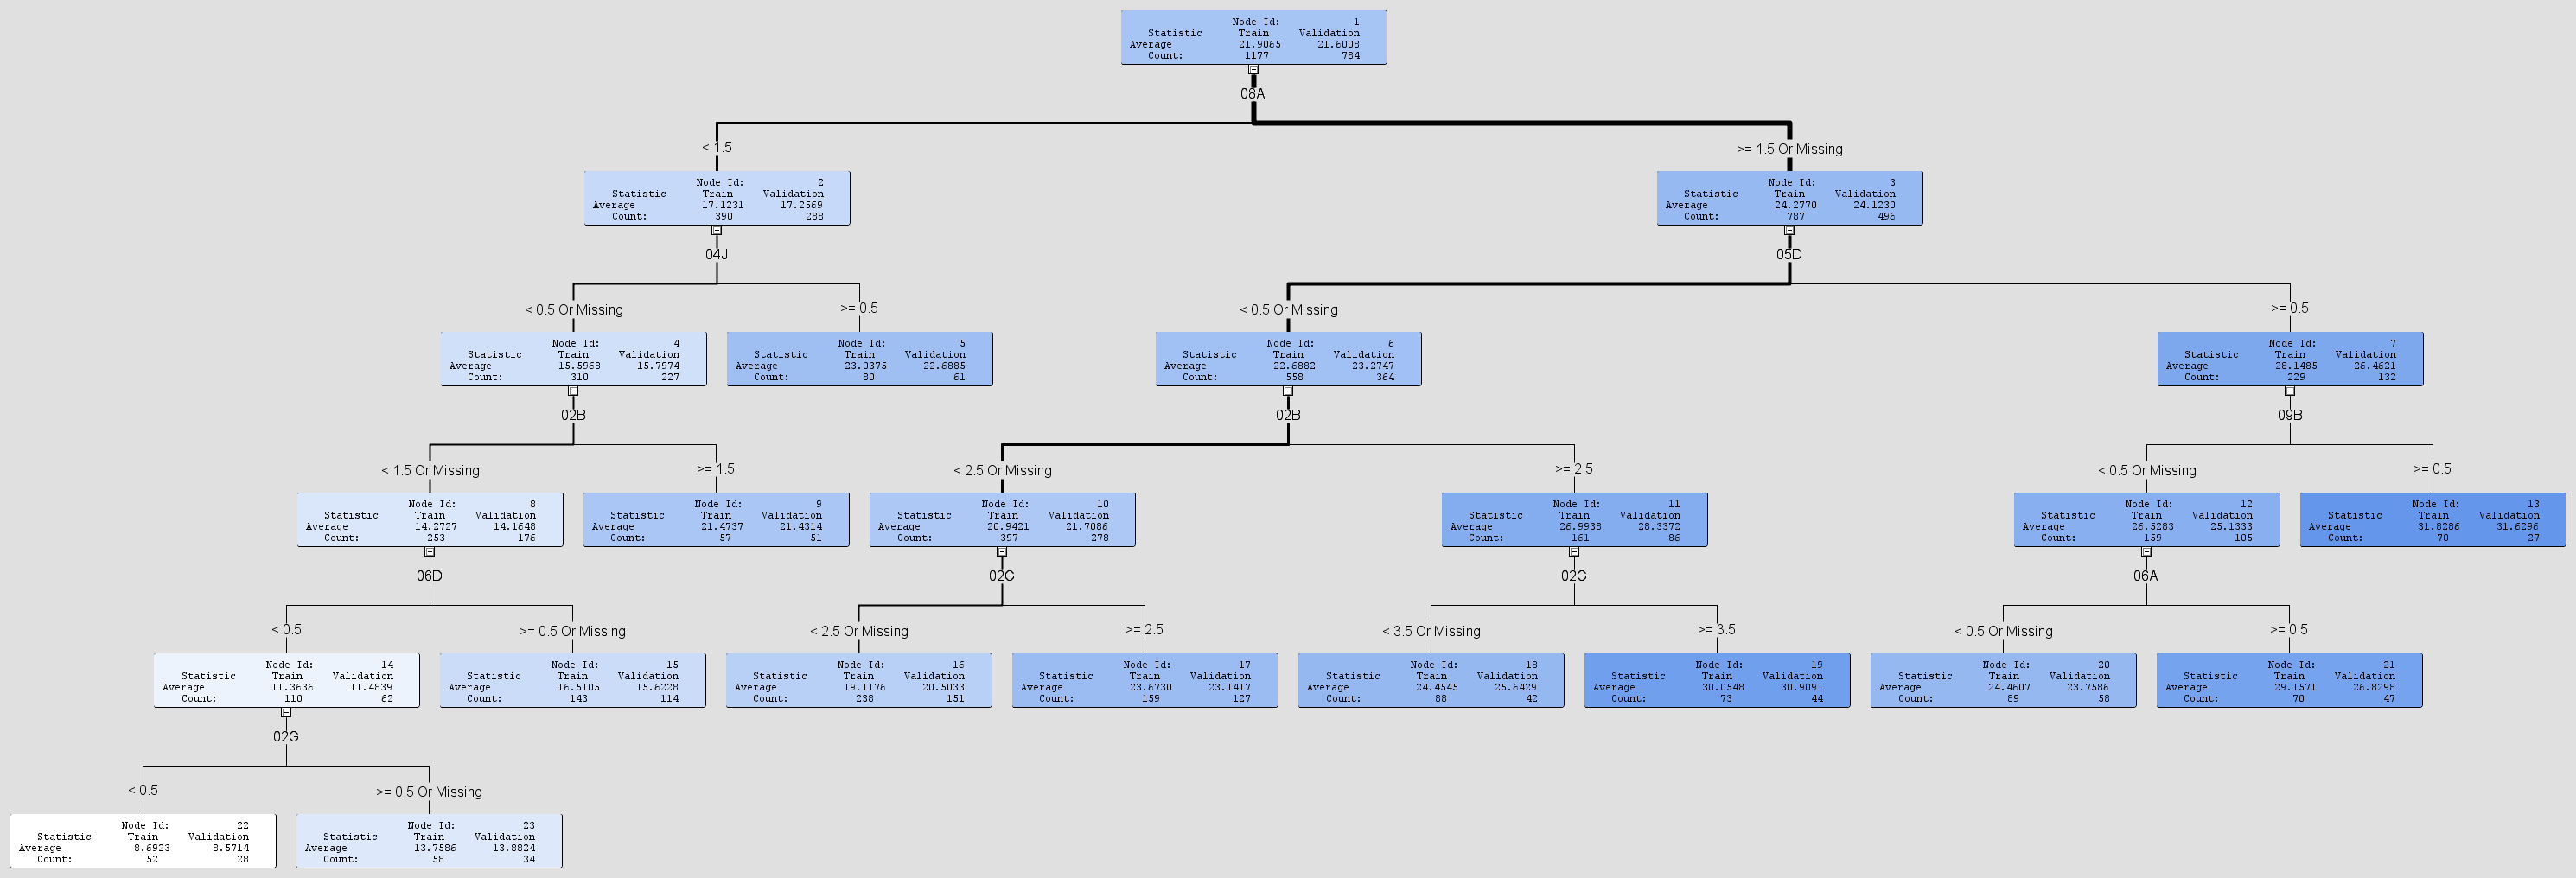 Node Id: 1
Statistic Train Validation
Average 21.9065 21.6008
Count: 1177 784
08A
< 1.5
>= 1.5 Or Missing
Node Id: 2
Statistic Train Validation
Average 17.1231 17.2569
Count: 390 288
Node Id: 3
Statistic Train Validation
Average 24.2770 24.1230
Count: 787 496
04J
05D
< 0.5 Or Missing
>= 0.5
< 0.5 Or Missing
>= 0.5
Node Id: 4
Statistic Train Validation
Average 15.5968 15.7974
Count: 310 227
Node Id: 5
Statistic Train Validation
Average 23.0375 22.6885
Count: 80 61
Node Id: 6
Statistic Train Validation
Average 22.6882 23.2747
Count: 558 364
Node Id: 7
Statistic Train Validation
Average 28.1485 26.4621
Count: 229 132
02B
02B
09B
< 1.5 Or Missing
>= 1.5
< 2.5 Or Missing
>= 2.5
< 0.5 Or Missing
>= 0.5
Node Id: 8
Statistic Train Validation
Average 14.2727 14.1648
Count: 253 176
Node Id: 9
Statistic Train Validation
Average 21.4737 21.4314
Count: 57 51
Node Id: 10
Statistic Train Validation
Average 20.9421 21.7086
Count: 397 278
Node Id: 11
Statistic Train Validation
Average 26.9938 28.3372
Count: 161 86
Node Id: 12
Statistic Train Validation
Average 26.5283 25.1333
Count: 159 105
Node Id: 13
Statistic Train Validation
Average 31.8286 31.6296
Count: 70 27
06D
02G
02G
06A
< 0.5
>= 0.5 Or Missing
< 2.5 Or Missing
>= 2.5
< 3.5 Or Missing
>= 3.5
< 0.5 Or Missing
>= 0.5
Node Id: 14
Statistic Train Validation
Average 11.3636 11.4839
Count: 110 62
Node Id: 15
Statistic Train Validation
Average 16.5105 15.6228
Count: 143 114
Node Id: 16
Statistic Train Validation
Average 19.1176 20.5033
Count: 238 151
Node Id: 17
Statistic Train Validation
Average 23.6730 23.1417
Count: 159 127
Node Id: 18
Statistic Train Validation
Average 24.4545 25.6429
Count: 88 42
Node Id: 19
Statistic Train Validation
Average 30.0548 30.9091
Count: 73 44
Node Id: 20
Statistic Train Validation
Average 24.4607 23.7586
Count: 89 58
Node Id: 21
Statistic Train Validation
Average 29.1571 26.8298
Count: 70 47
02G
< 0.5
>= 0.5 Or Missing
Node Id: 22
Statistic Train Validation
Average 8.6923 8.5714
Count: 52 28
Node Id: 23
Statistic Train Validation
Average 13.7586 13.8824
Count: 58 34